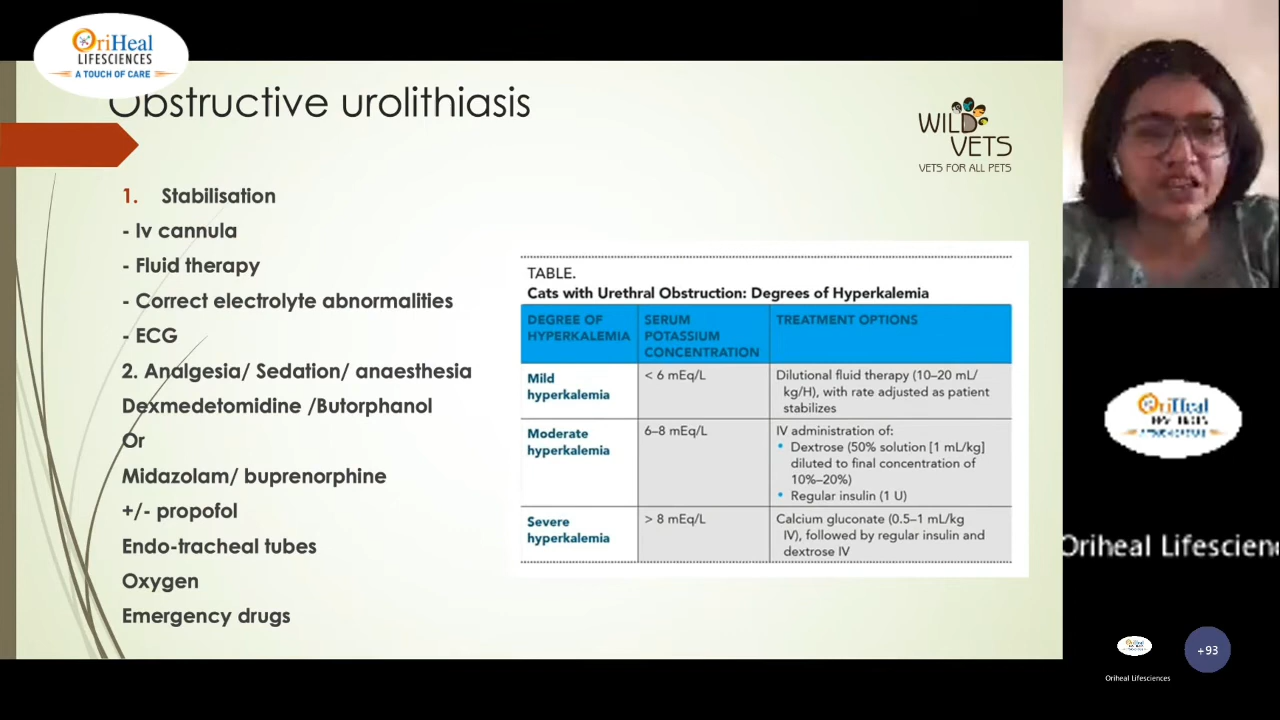 OriHeal
LIFESCIENCES
A TOUCH OF CARE
Obstructive urolithiasis
WILD
VETS
VETS FOR ALL PETS
1. Stabilisation
- Iv cannula
- Fluid therapy
- Correct electrolyte abnormalities
- ECG
2. Analgesia/ Sedation/ anaesthesia
Dexmedetomidine /Butorphanol
Or
Midazolam/ buprenorphine
+/- propofol
Endo-tracheal tubes
Oxygen
Emergency drugs
TABLE.
Cats with Urethral Obstruction: Degrees of Hyperkalemia
DEGREE OF
HYPERKALEMIA
SERUM
POTASSIUM
CONCENTRATION
TREATMENT OPTIONS
Mild
hyperkalemia
< 6 mEq/L
Dilutional fluid therapy (10–20 mL/
kg/H), with rate adjusted as patient
stabilizes
Moderate
hyperkalemia
6–8 mEq/L
IV administration of:
• Dextrose (50% solution [1 mL/kg]
diluted to final concentration of
10%–20%)
• Regular insulin (1 U)
Severe
hyperkalemia
> 8 mEq/L
Calcium gluconate (0.5–1 mL/kg
IV), followed by regular insulin and
dextrose IV
OriHeal
Oriheal Lifescien
+93
Oriheal Lifesciences